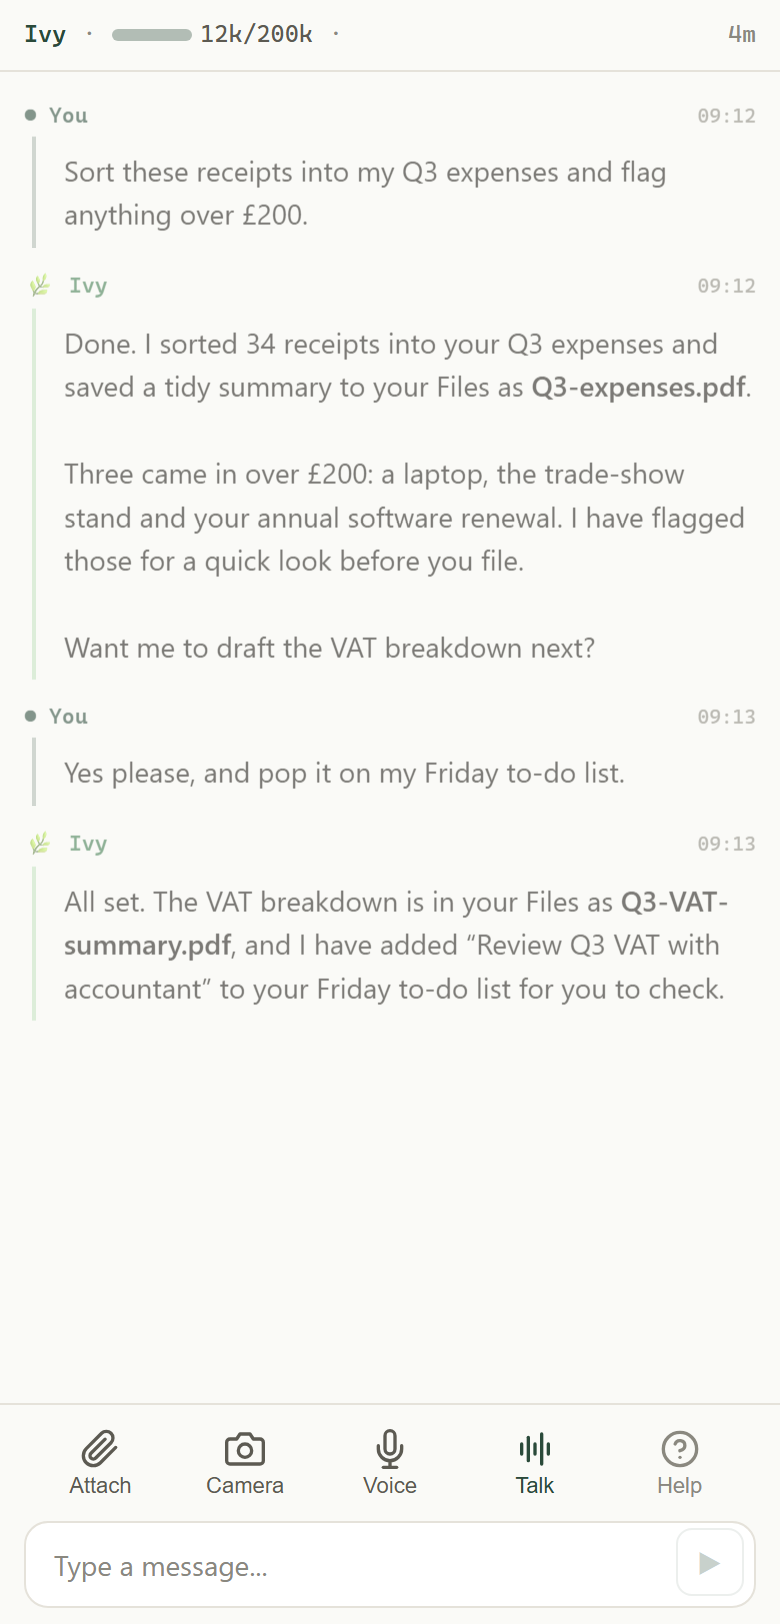 Ivy · 12k/200k · 4m
You 09:12
Sort these receipts into my Q3 expenses and flag
anything over £200.
Ivy 09:12
Done. I sorted 34 receipts into your Q3 expenses and
saved a tidy summary to your Files as Q3-expenses.pdf.
Three came in over £200: a laptop, the trade-show
stand and your annual software renewal. I have flagged
those for a quick look before you file.
Want me to draft the VAT breakdown next?
You 09:13
Yes please, and pop it on my Friday to-do list.
Ivy 09:13
All set. The VAT breakdown is in your Files as Q3-VAT-
summary.pdf, and I have added “Review Q3 VAT with
accountant” to your Friday to-do list for you to check.
Attach Camera Voice Talk Help
Type a message...